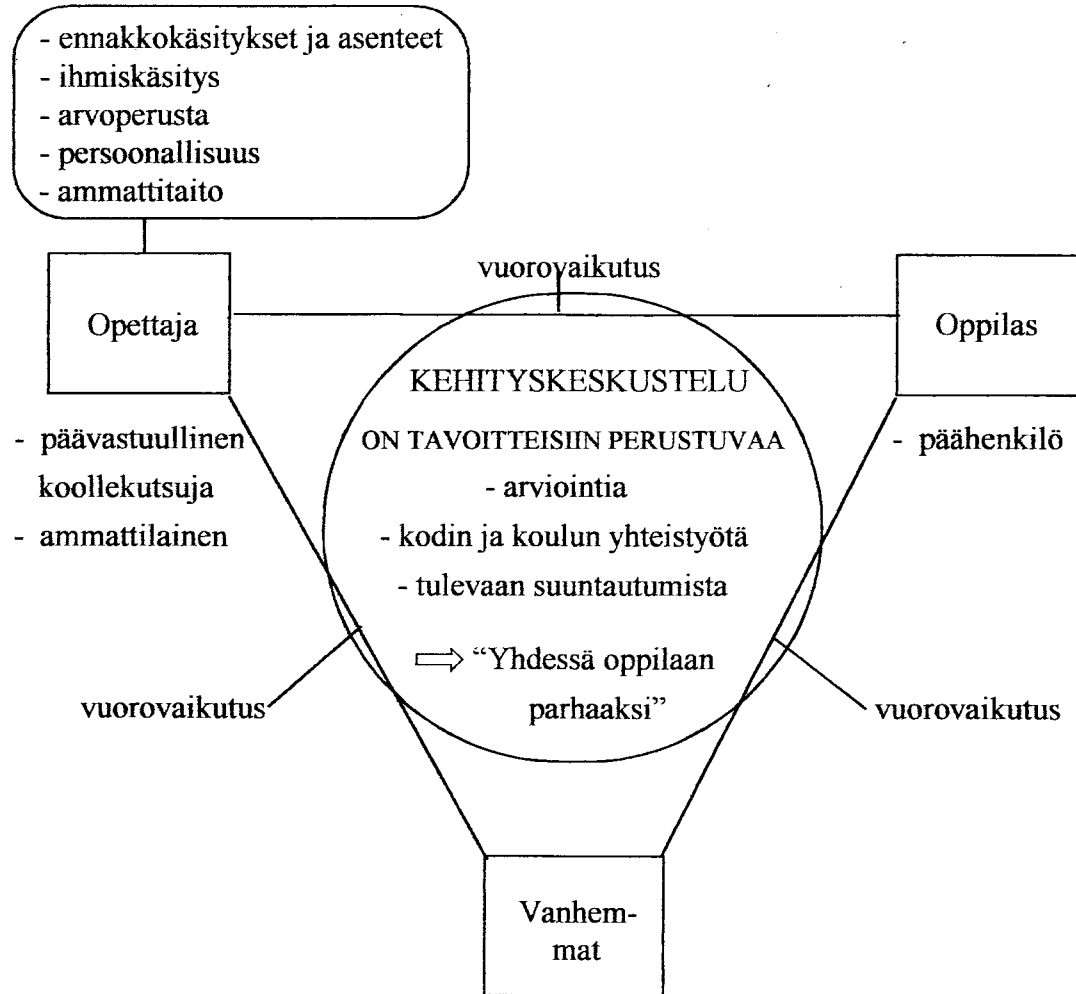 - ennakkokäsitykset ja asenteet
- ihmiskäsitys
- arvoperusta
- persoonallisuus
- ammattitaito
vuorovaikutus
Opettaja
Oppilas
KEHITYSKESKUSTELU
ON TAVOITTEISIIN PERUSTUVAA
- arviointia
- kodin ja koulun yhteistyötä
- tulevaan suuntautumista
⇨ “Yhdessä oppilaan
parhaaksi”
- päävastuullinen
koollekutsuja
- ammattilainen
- päähenkilö
vuorovaikutus
vuorovaikutus
Vanhem-
mat